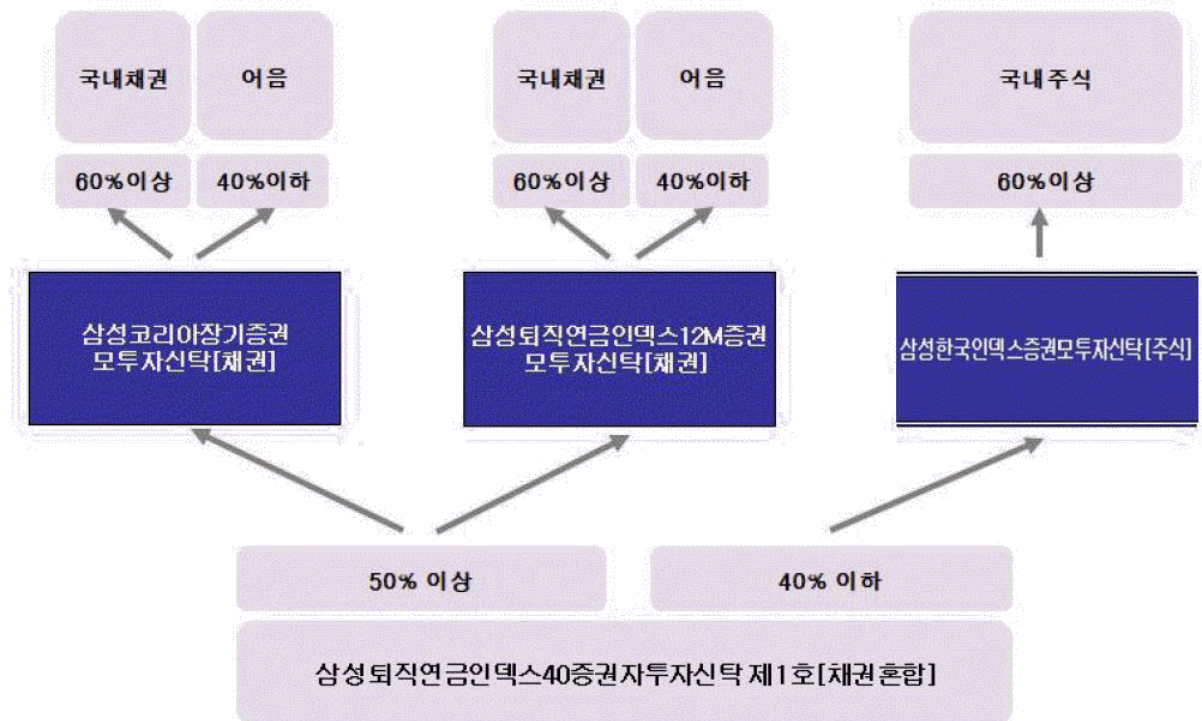 국내채권
어음
국내채권
어음
국내주식
60%이상
40%이하
60%이상
40%이하
60%이상
삼성코리아장기증권
모투자신탁[채권]
삼성퇴직연금인덱스12M증권
모투자신탁[채권]
삼성한국인덱스증권모투자신탁[주식]
50% 이상
40% 이하
삼성퇴직연금인덱스40증권자투자신탁 제1호[채권혼합]